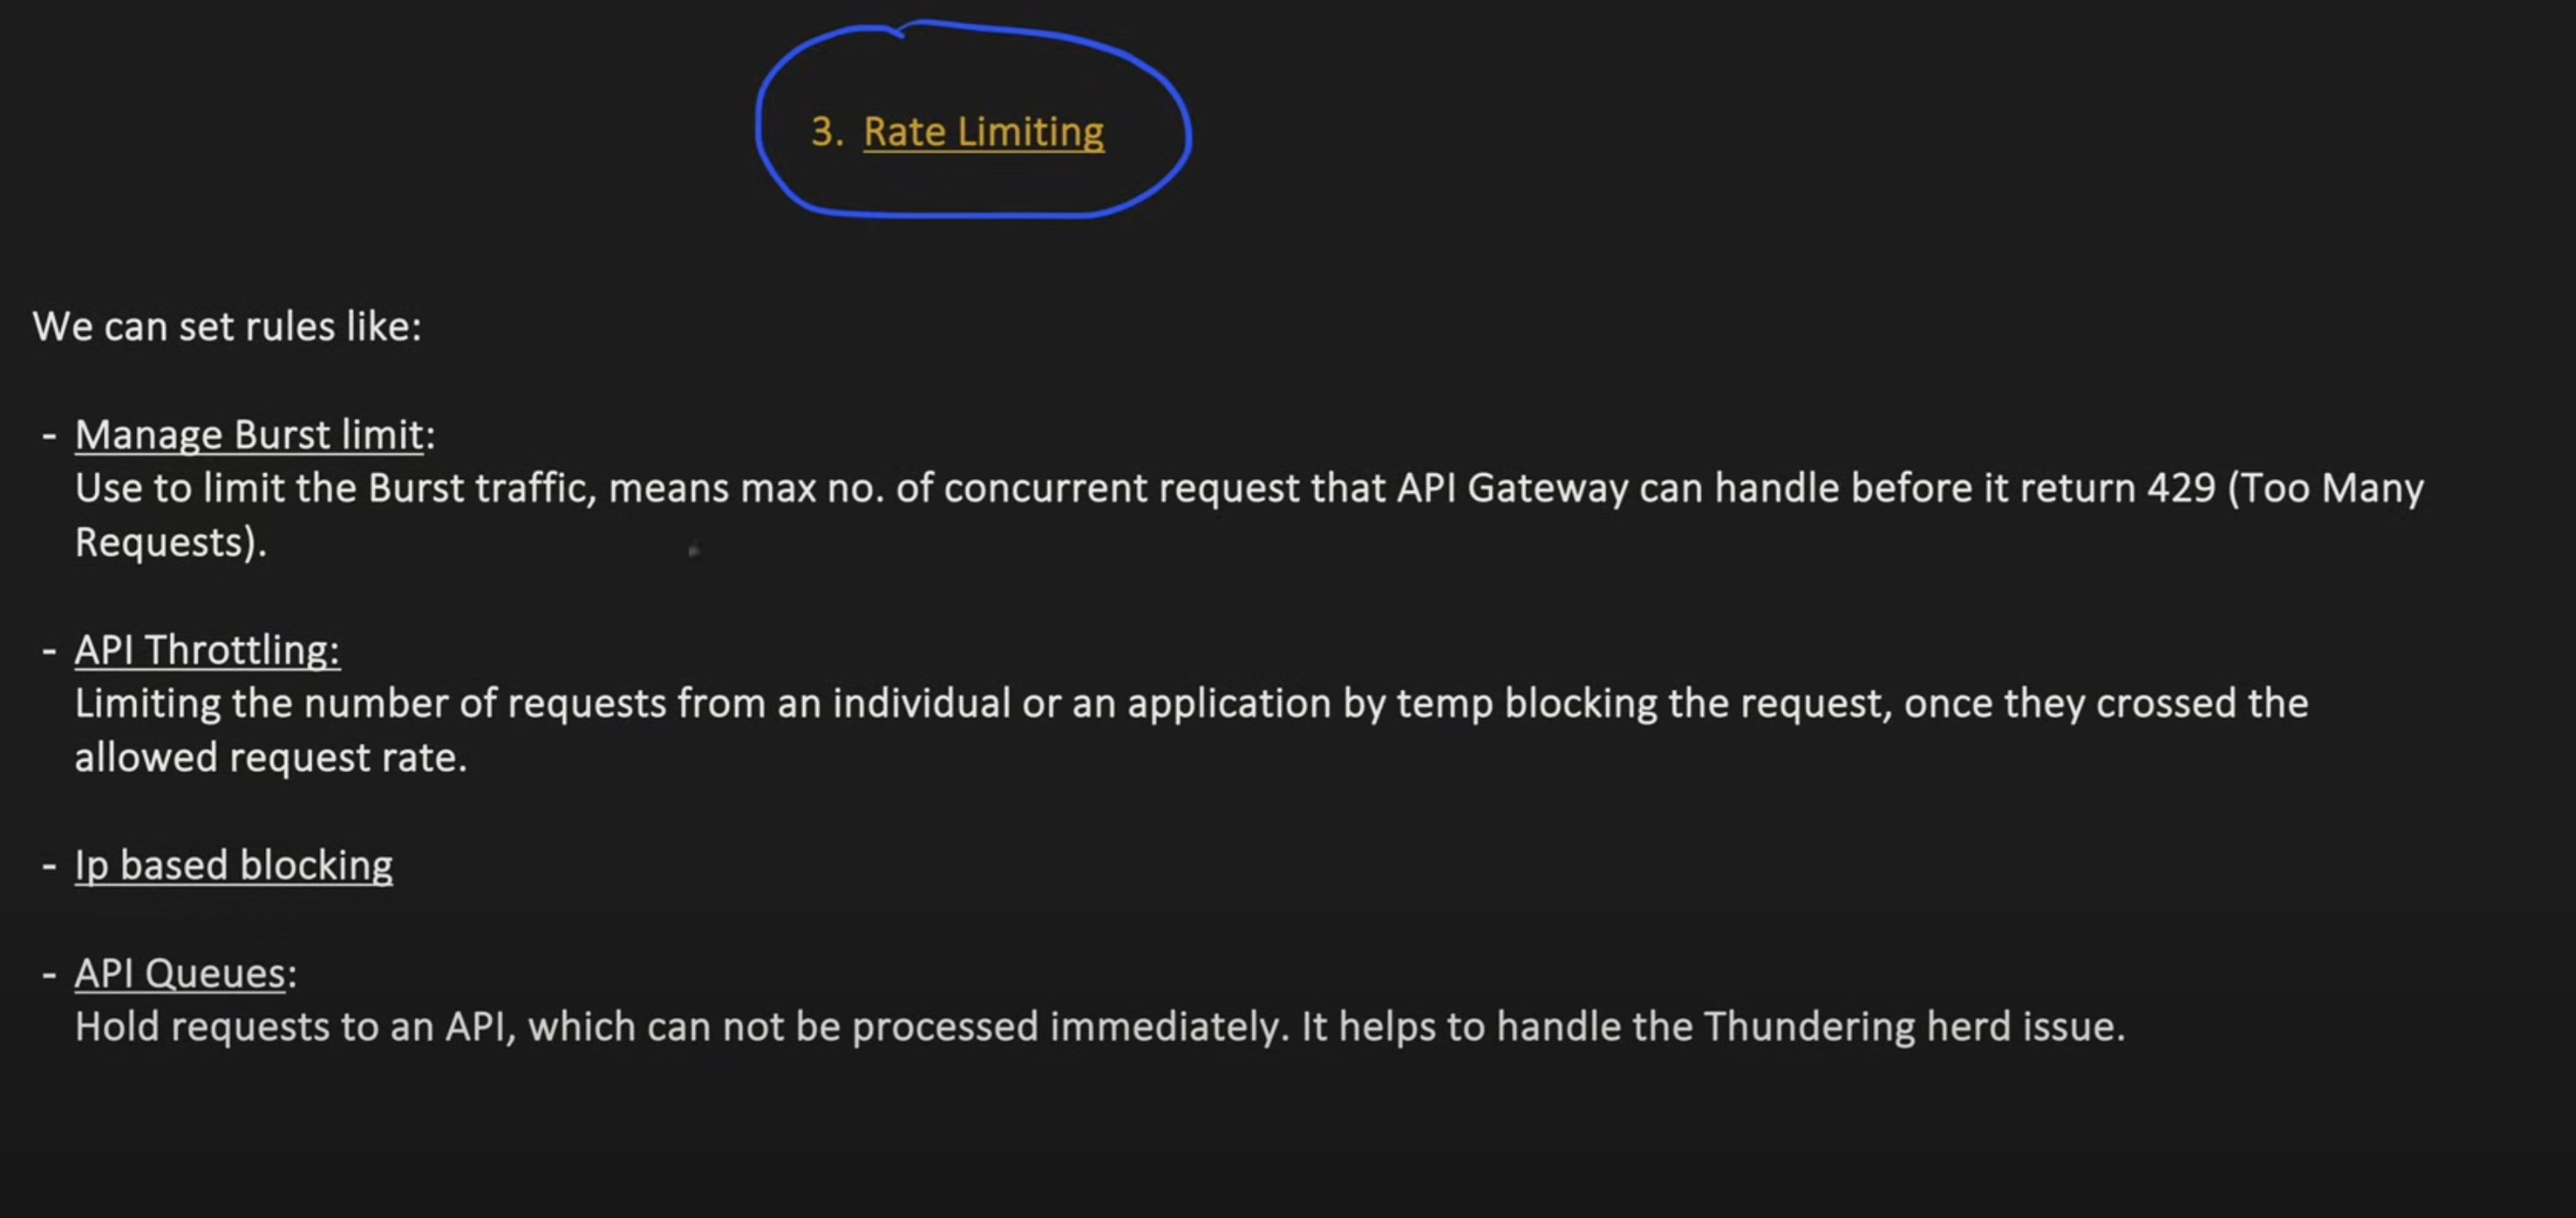 3. Rate Limiting
We can set rules like:
- Manage Burst limit:
Use to limit the Burst traffic, means max no. of concurrent request that API Gateway can handle before it return 429 (Too Many
Requests).
- API Throttling:
Limiting the number of requests from an individual or an application by temp blocking the request, once they crossed the
allowed request rate.
- Ip based blocking
- API Queues:
Hold requests to an API, which can not be processed immediately. It helps to handle the Thundering herd issue.